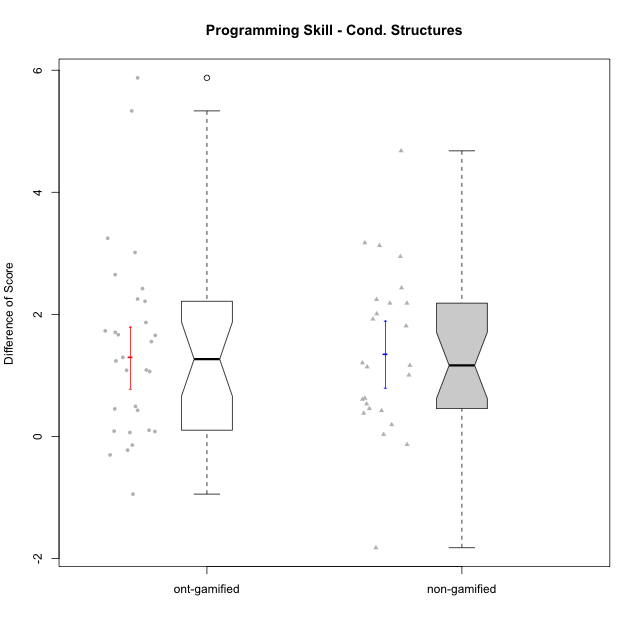 Programming Skill - Cond. Structures
Difference of Score
6
4
2
0
-2
ont-gamified
non-gamified